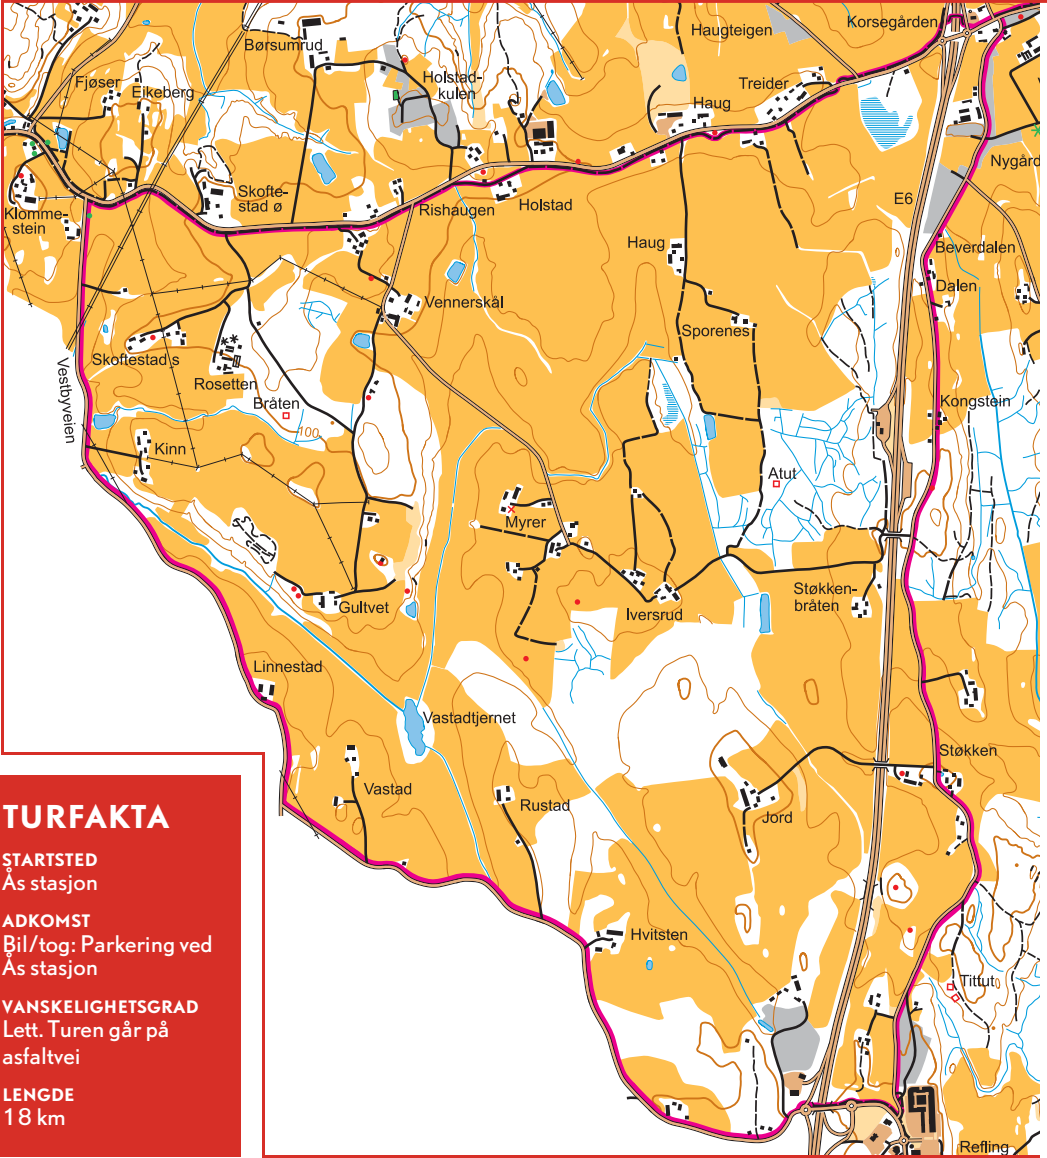 Korsegården
Haugteigen
Børsumrud
Fjøser
Eikeberg
Holstad-
kulen
Treider
Haug
Nygård
Klomme-
stein
Skofte-
stad ø
Rishaugen
Holstad
E6
Haug
Beverdalen
Dalen
Vennerskål
Sporenes
Skoftestad s
Vestbyveien
Rosetten
Bråten
100
Kongstein
Kinn
Atut
Myrer
Gultvet
Iversrud
Støkken-
bråten
Linnestad
Vastadtjernet
Støkken
Vastad
Rustad
Jord
Hvitsten
Tittut
Refling
TURFAKTA
STARTSTED
Ås stasjon
ADKOMST
Bil/tog: Parkering ved
Ås stasjon
VANSKELIGHETSGRAD
Lett. Turen går på
asfaltvei
LENGDE
18 km